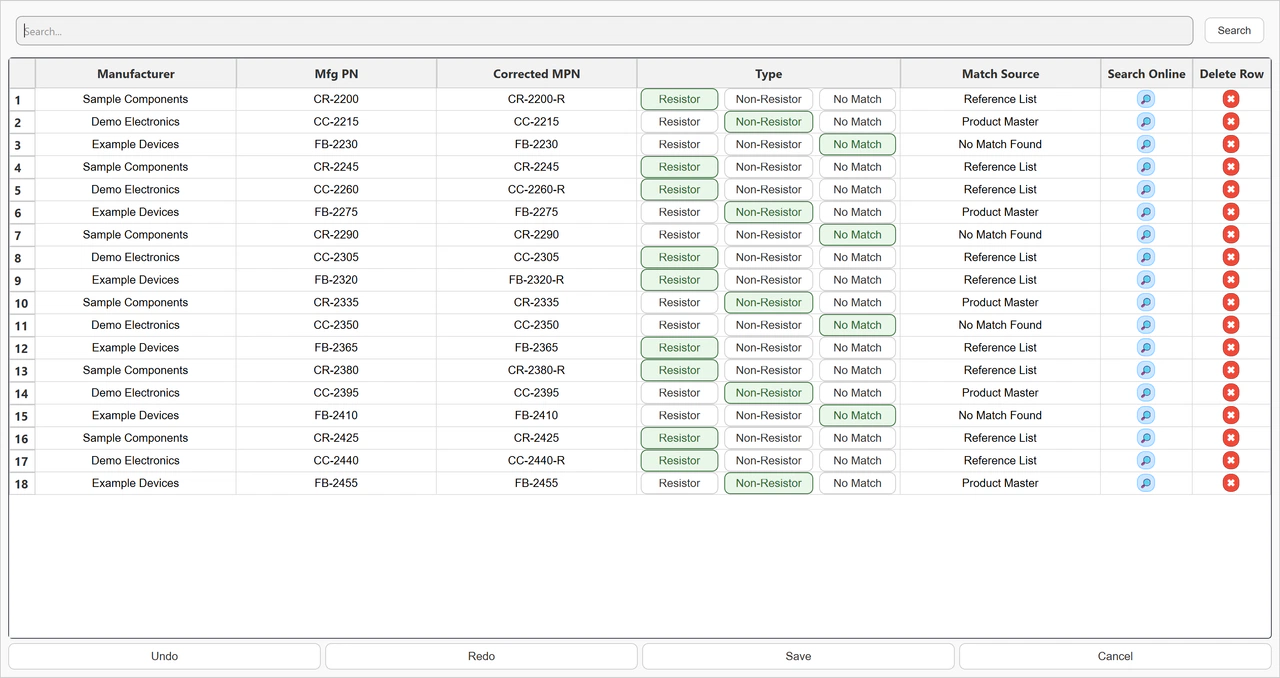 Search... Search
Manufacturer Mfg PN Corrected MPN Type Match Source Search Online Delete Row
1 Sample Components CR-2200 CR-2200-R Resistor Non-Resistor No Match Reference List
2 Demo Electronics CC-2215 CC-2215 Resistor Non-Resistor No Match Product Master
3 Example Devices FB-2230 FB-2230 Resistor Non-Resistor No Match No Match Found
4 Sample Components CR-2245 CR-2245 Resistor Non-Resistor No Match Reference List
5 Demo Electronics CC-2260 CC-2260-R Resistor Non-Resistor No Match Reference List
6 Example Devices FB-2275 FB-2275 Resistor Non-Resistor No Match Product Master
7 Sample Components CR-2290 CR-2290 Resistor Non-Resistor No Match No Match Found
8 Demo Electronics CC-2305 CC-2305 Resistor Non-Resistor No Match Reference List
9 Example Devices FB-2320 FB-2320-R Resistor Non-Resistor No Match Reference List
10 Sample Components CR-2335 CR-2335 Resistor Non-Resistor No Match Product Master
11 Demo Electronics CC-2350 CC-2350 Resistor Non-Resistor No Match No Match Found
12 Example Devices FB-2365 FB-2365 Resistor Non-Resistor No Match Reference List
13 Sample Components CR-2380 CR-2380-R Resistor Non-Resistor No Match Reference List
14 Demo Electronics CC-2395 CC-2395 Resistor Non-Resistor No Match Product Master
15 Example Devices FB-2410 FB-2410 Resistor Non-Resistor No Match No Match Found
16 Sample Components CR-2425 CR-2425 Resistor Non-Resistor No Match Reference List
17 Demo Electronics CC-2440 CC-2440-R Resistor Non-Resistor No Match Reference List
18 Example Devices FB-2455 FB-2455 Resistor Non-Resistor No Match Product Master
Undo Redo Save Cancel